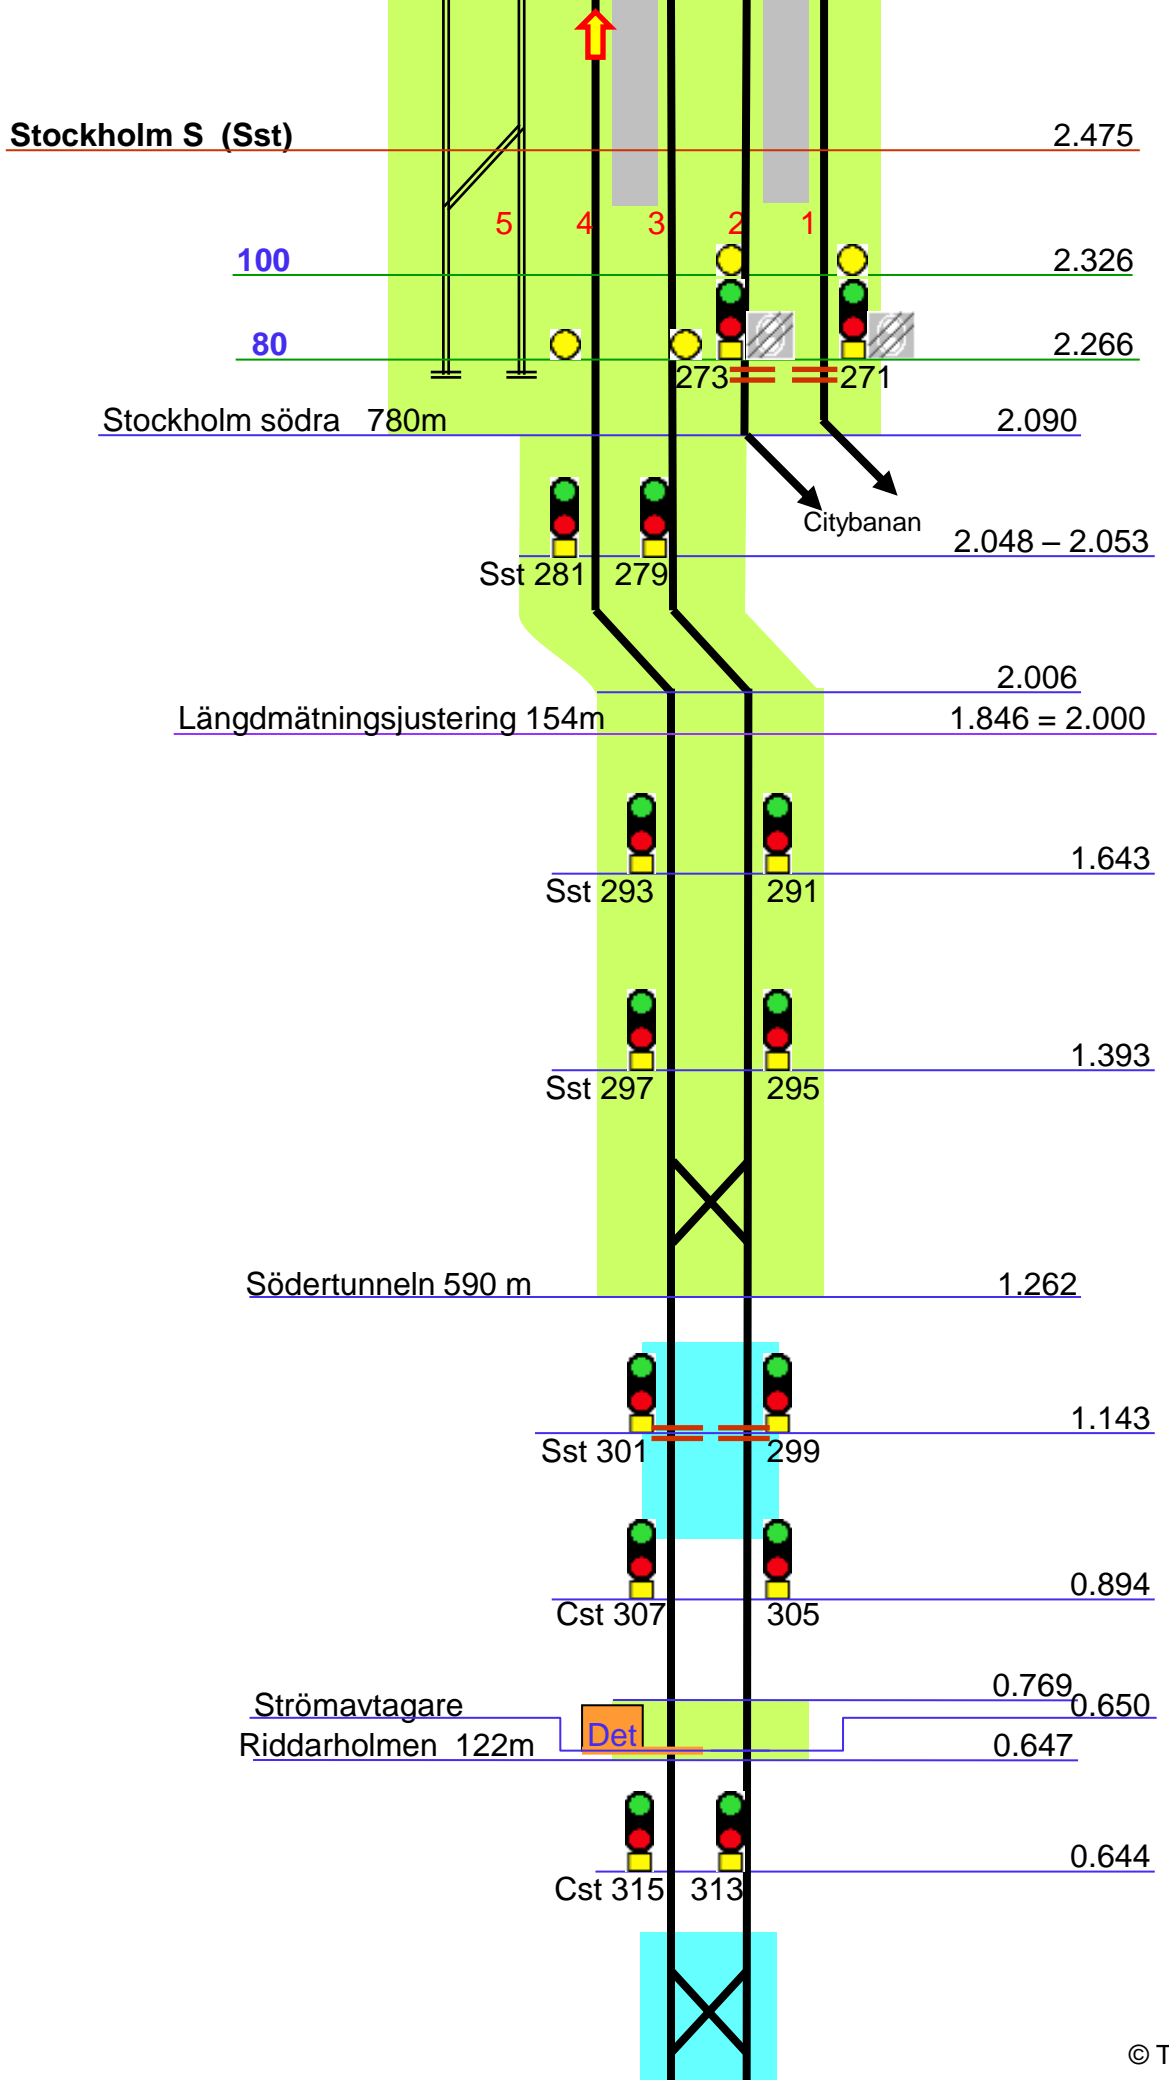 Stockholm S (Sst) 2.475
5 4 3 2 1
100 2.326
80 2.266
273 271
Stockholm södra 780m 2.090
Citybanan
2.048 – 2.053
Sst 281 279
2.006
Längdmätningsjustering 154m 1.846 = 2.000
1.643
Sst 293 291
1.393
Sst 297 295
Södertunneln 590 m 1.262
1.143
Sst 301 299
0.894
Cst 307 305
0.769
Strömavtagare 0.650
Det
Riddarholmen 122m 0.647
0.644
Cst 315 313
© T